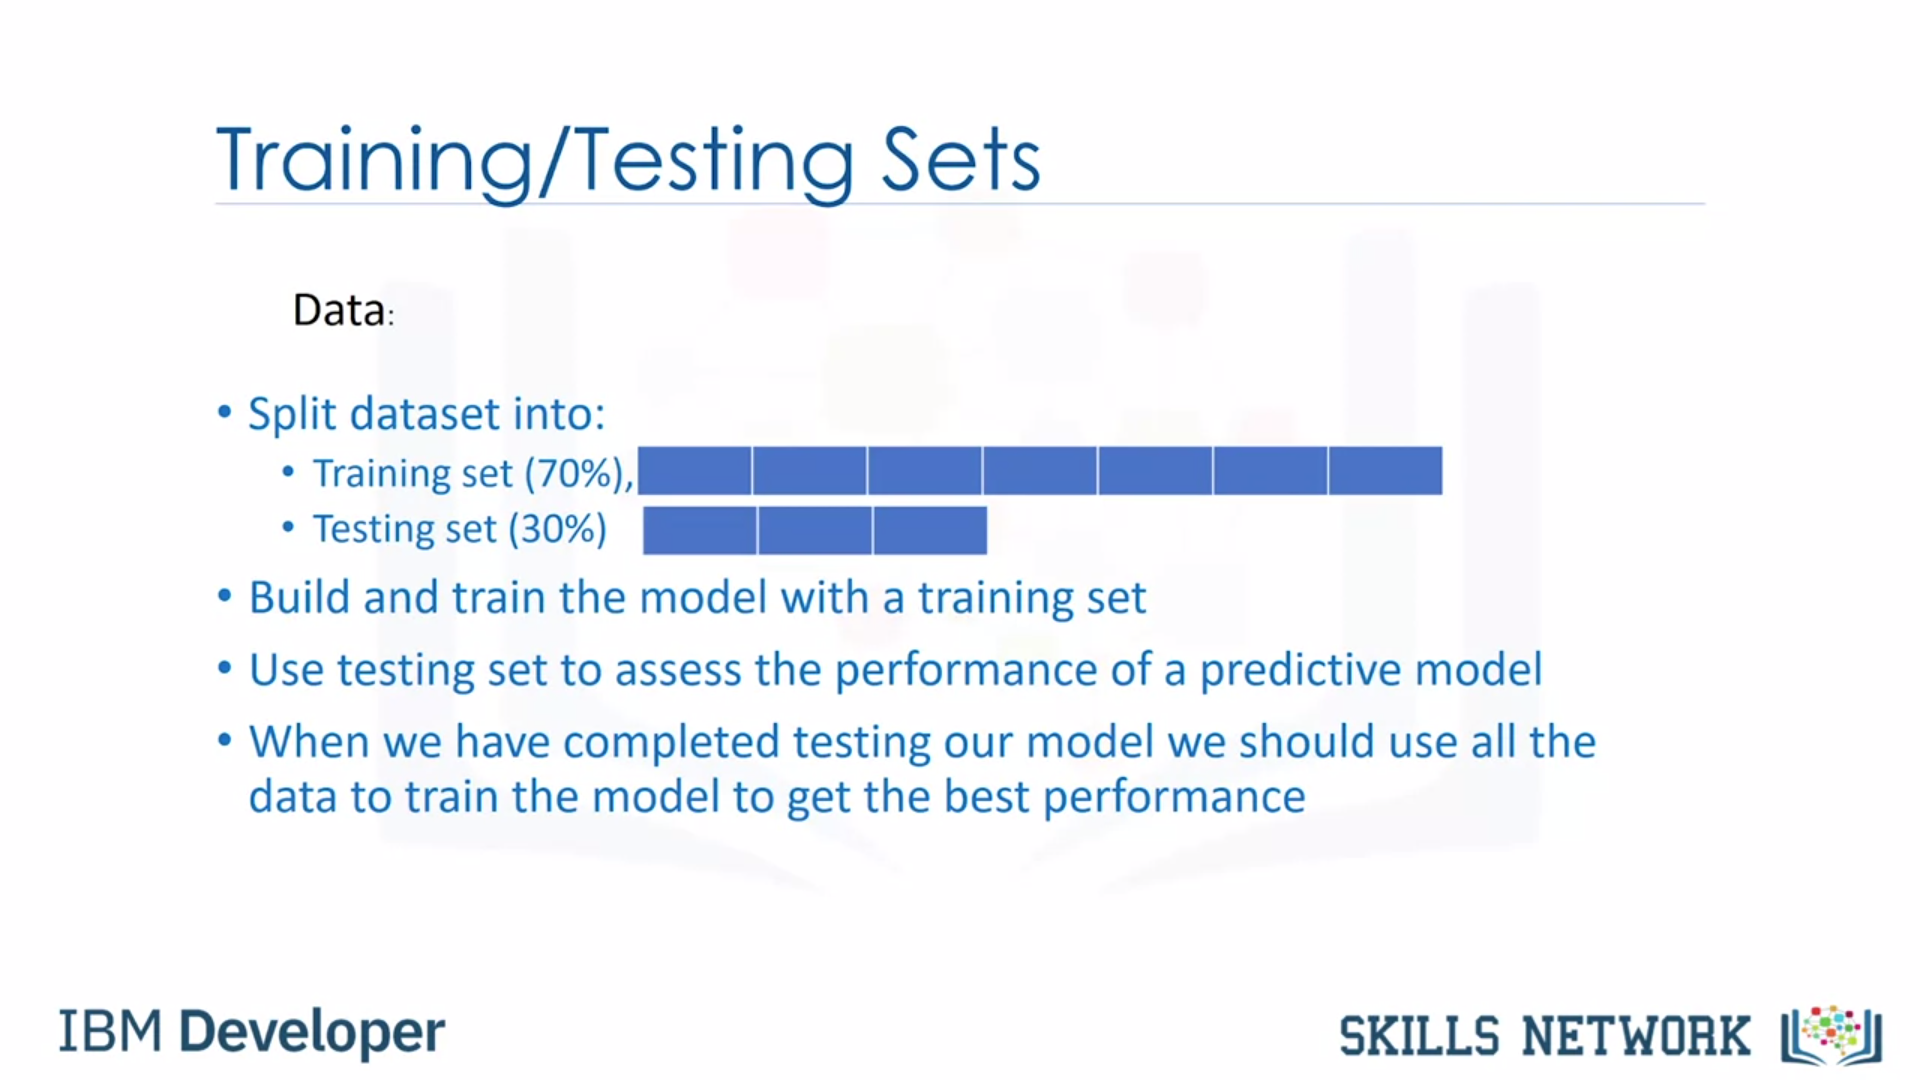 Training/Testing Sets
Data:
• Split dataset into:
• Training set (70%),
• Testing set (30%)
• Build and train the model with a training set
• Use testing set to assess the performance of a predictive model
• When we have completed testing our model we should use all the
data to train the model to get the best performance
IBM Developer
SKILLS NETWORK